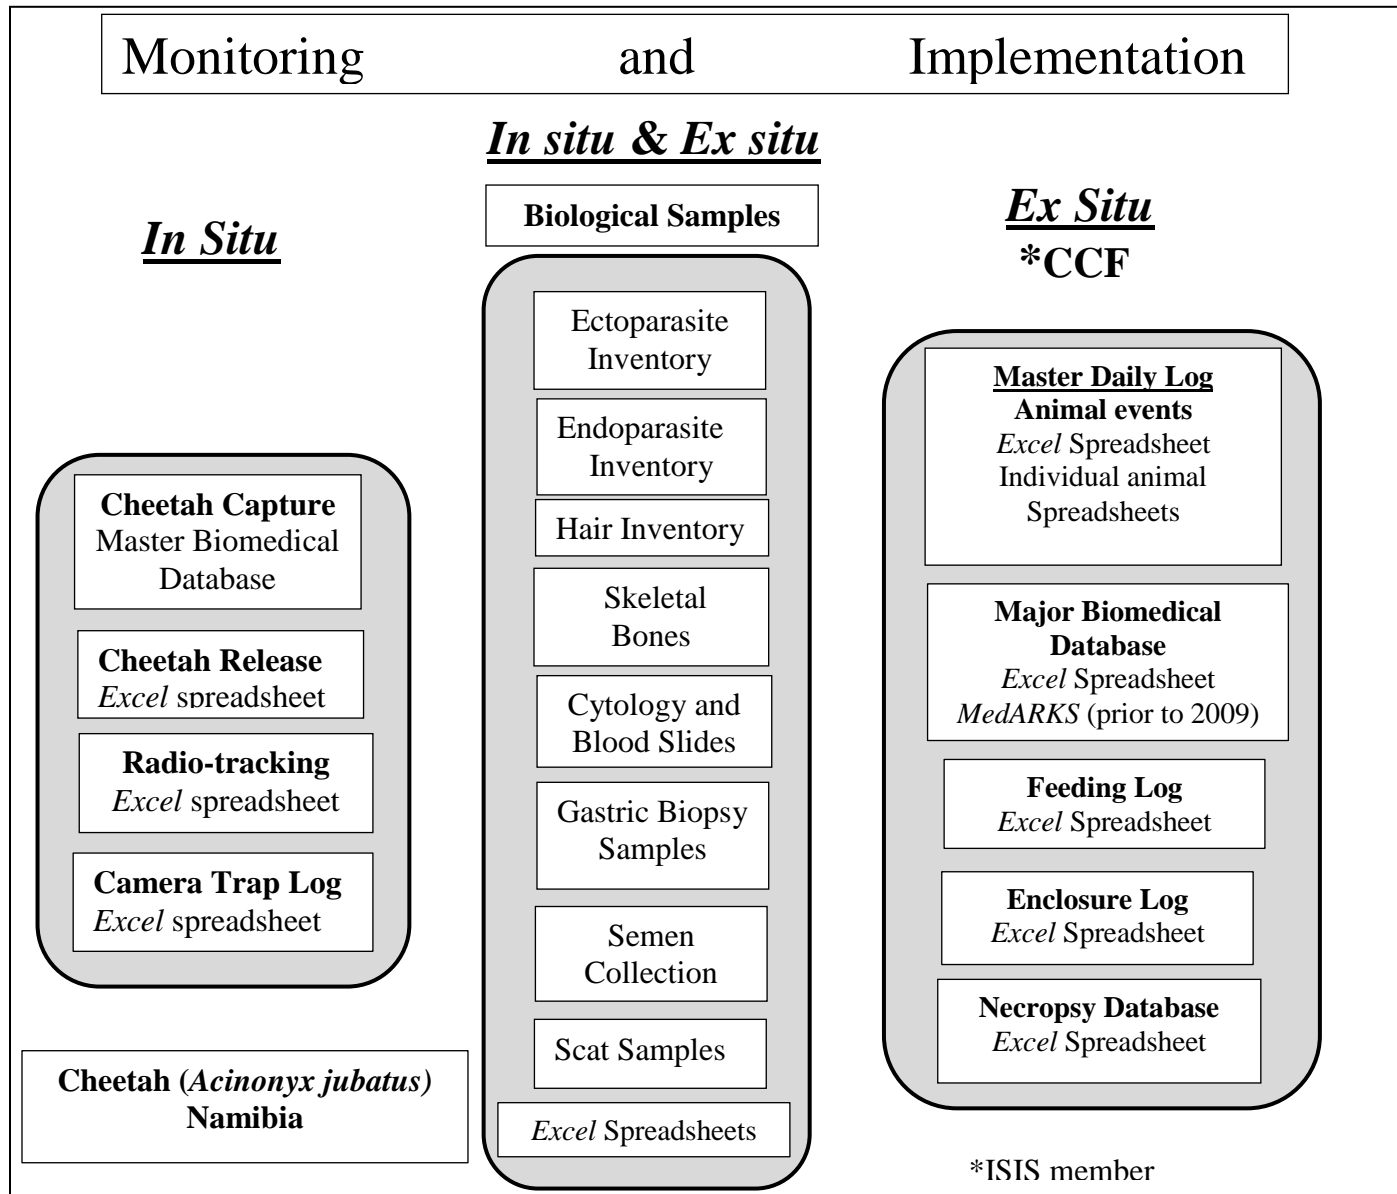 Monitoring and Implementation
In situ & Ex situ
Biological Samples
Ectoparasite
Inventory
Endoparasite
Inventory
Hair Inventory
Skeletal
Bones
Cytology and
Blood Slides
Gastric Biopsy
Samples
Semen
Collection
Scat Samples
Excel Spreadsheets
In Situ
Cheetah Capture
Master Biomedical
Database
Cheetah Release
Excel spreadsheet
Radio-tracking
Excel spreadsheet
Camera Trap Log
Excel spreadsheet
Cheetah (Acinonyx jubatus)
Namibia
Ex Situ
*CCF
Master Daily Log
Animal events
Excel Spreadsheet
Individual animal
Spreadsheets
Major Biomedical
Database
Excel Spreadsheet
MedARKS (prior to 2009)
Feeding Log
Excel Spreadsheet
Enclosure Log
Excel Spreadsheet
Necropsy Database
Excel Spreadsheet
*ISIS member